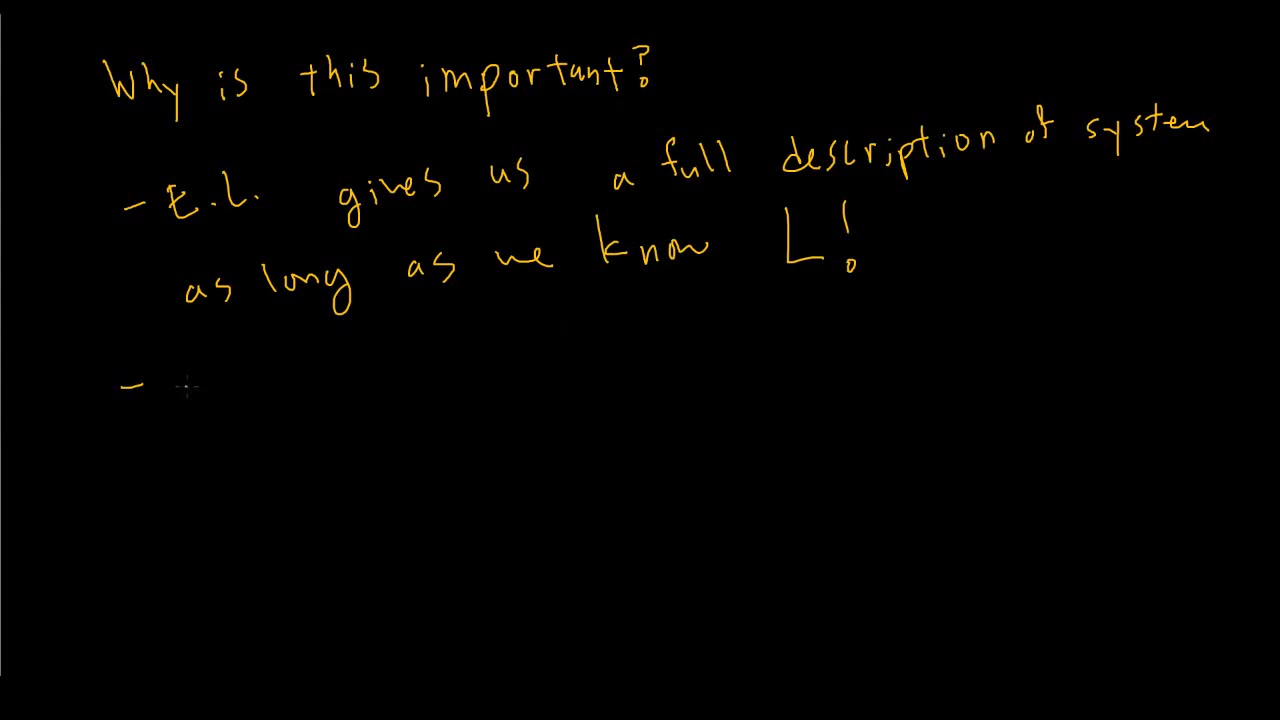 Why is this important?
- E.L. gives us a full description of system
as long as we know L!
-